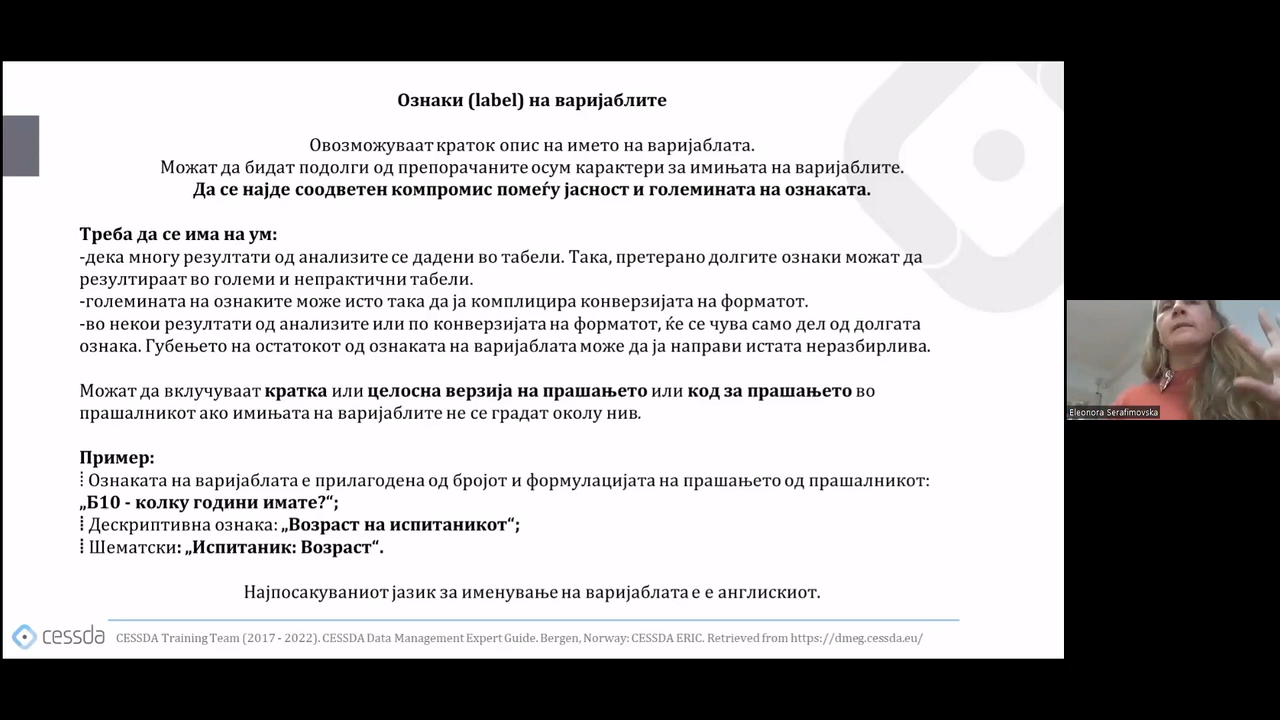 Ознаки (label) на варијаблите
Овозможуваат краток опис на името на варијаблата.
Можат да бидат подолги од препорачаните осум карактери за имињата на варијаблите.
Да се најде соодветен компромис помеѓу јасност и големината на ознаката.
Треба да се има на ум:
-дека многу резултати од анализите се дадени во табели. Така, претерано долгите ознаки можат да
резултираат во големи и непрактични табели.
-големината на ознаките може исто така да ја комплицира конверзијата на форматот.
-во некои резултати од анализите или по конверзијата на форматот, ќе се чува само дел од долгата
ознака. Губењето на остатокот од ознаката на варијаблата може да ја направи истата неразбирлива.
Можат да вклучуваат кратка или целосна верзија на прашањето или код за прашањето во
прашалникот ако имињата на варијаблите не се градат околу нив.
Пример:
⁞ Ознаката на варијаблата е прилагодена од бројот и формулацијата на прашањето од прашалникот:
„Б10 - колку години имате?“;
⁞ Дескриптивна ознака: „Возраст на испитаникот“;
⁞ Шематски: „Испитаник: Возраст“.
Најпосакуваниот јазик за именување на варијаблата е е англискиот.
cessda
CESSDA Training Team (2017 - 2022). CESSDA Data Management Expert Guide. Bergen, Norway: CESSDA ERIC. Retrieved from https://dmeg.cessda.eu/
Eleonora Serafimovska